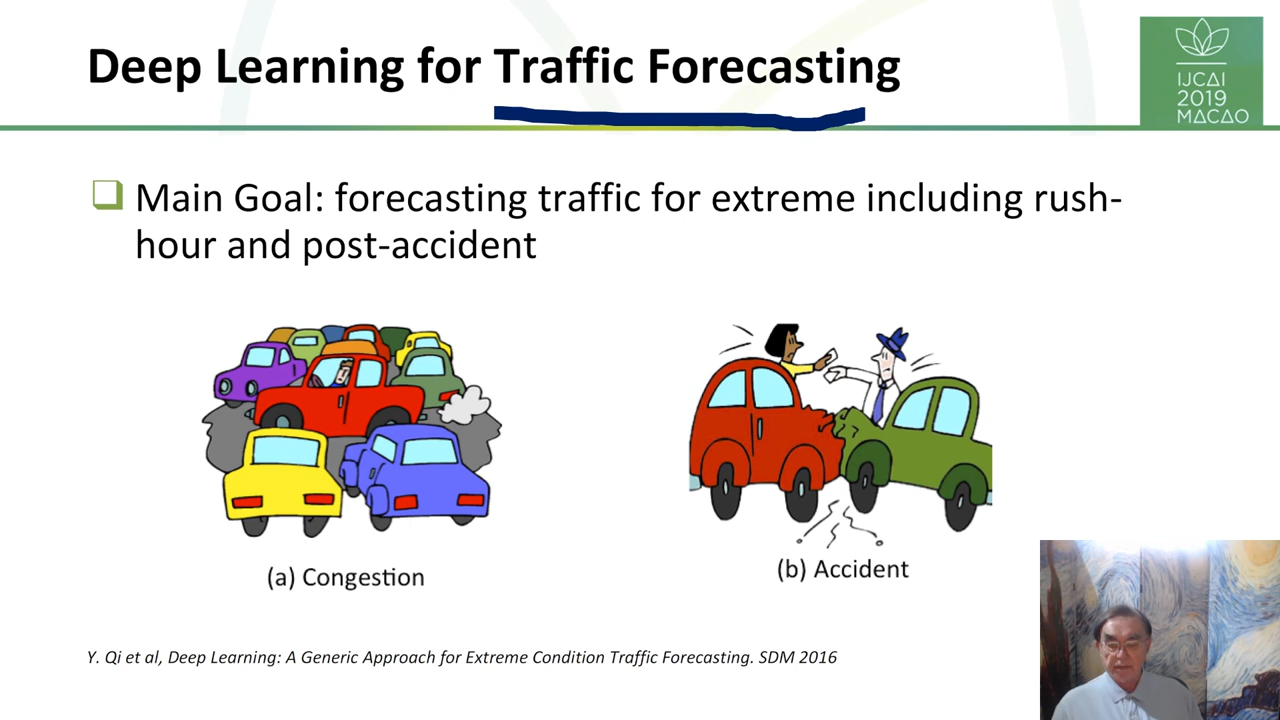 Deep Learning for Traffic Forecasting
IJCAI
2019
MACAO
Main Goal: forecasting traffic for extreme including rush-
hour and post-accident
(a) Congestion
(b) Accident
Y. Qi et al, Deep Learning: A Generic Approach for Extreme Condition Traffic Forecasting. SDM 2016